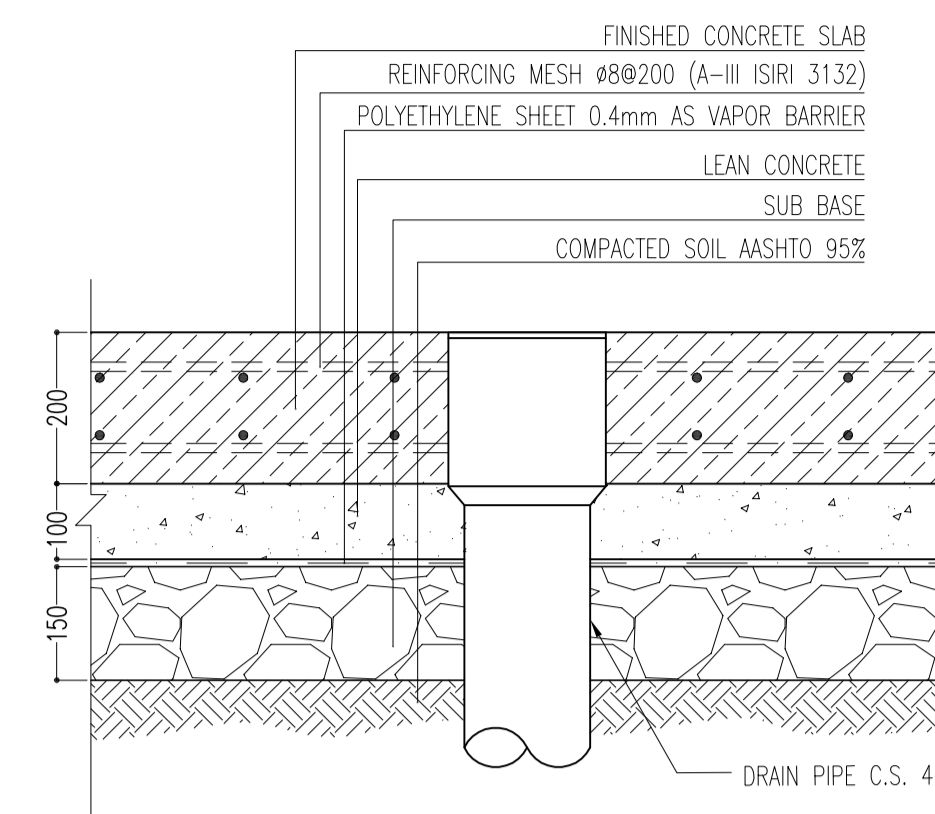 FINISHED CONCRETE SLAB
REINFORCING MESH ø8@200 (A-III ISIRI 3132)
POLYETHYLENE SHEET 0.4mm AS VAPOR BARRIER
LEAN CONCRETE
SUB BASE
COMPACTED SOIL AASHTO 95%
200
100
150
DRAIN PIPE C.S. 4